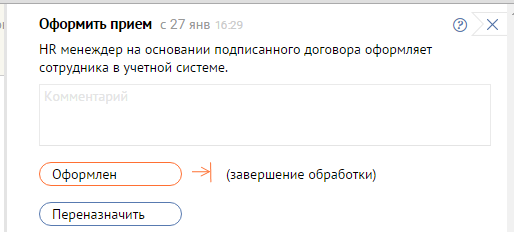 Оформить прием с 27 янв 16:29
HR менеждер на основании подписанного договора оформляет
сотрудника в учетной системе.
Комментарий
Оформлен (завершение обработки)
Переназначить